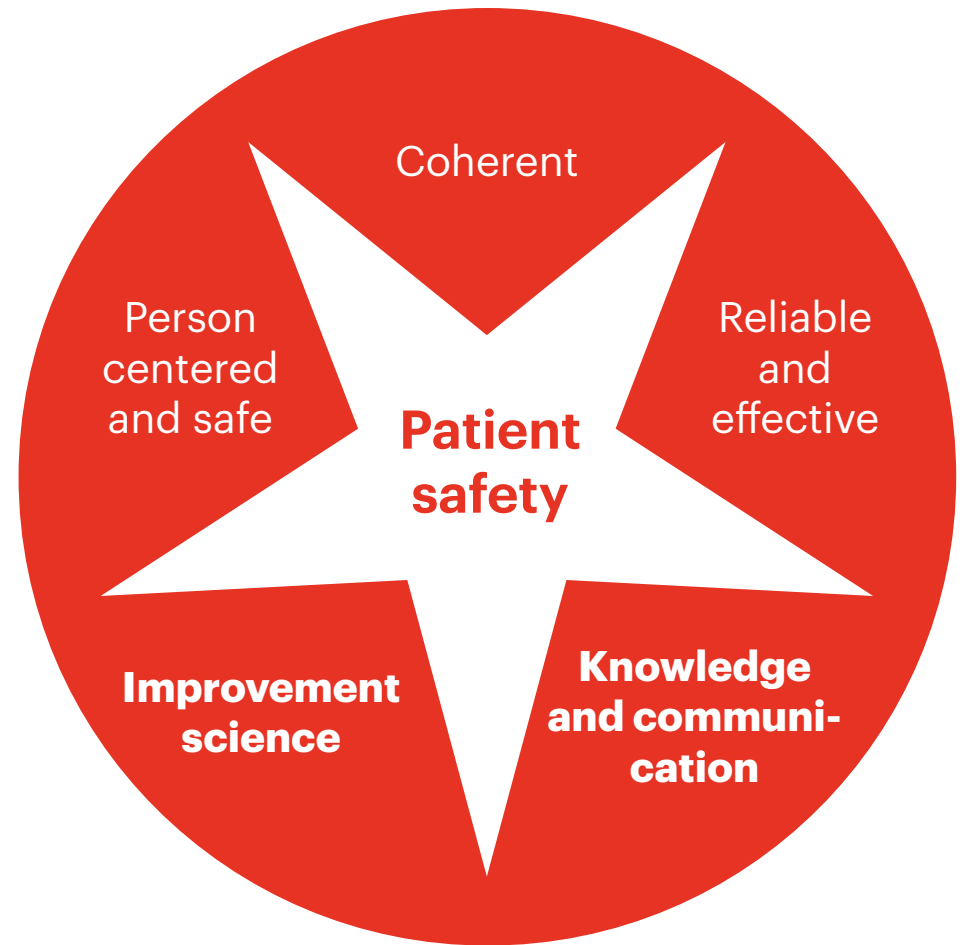 Coherent
Person
centered
and safe
Reliable
and
effective
Patient
safety
Improvement
science
Knowledge
and communi-
cation